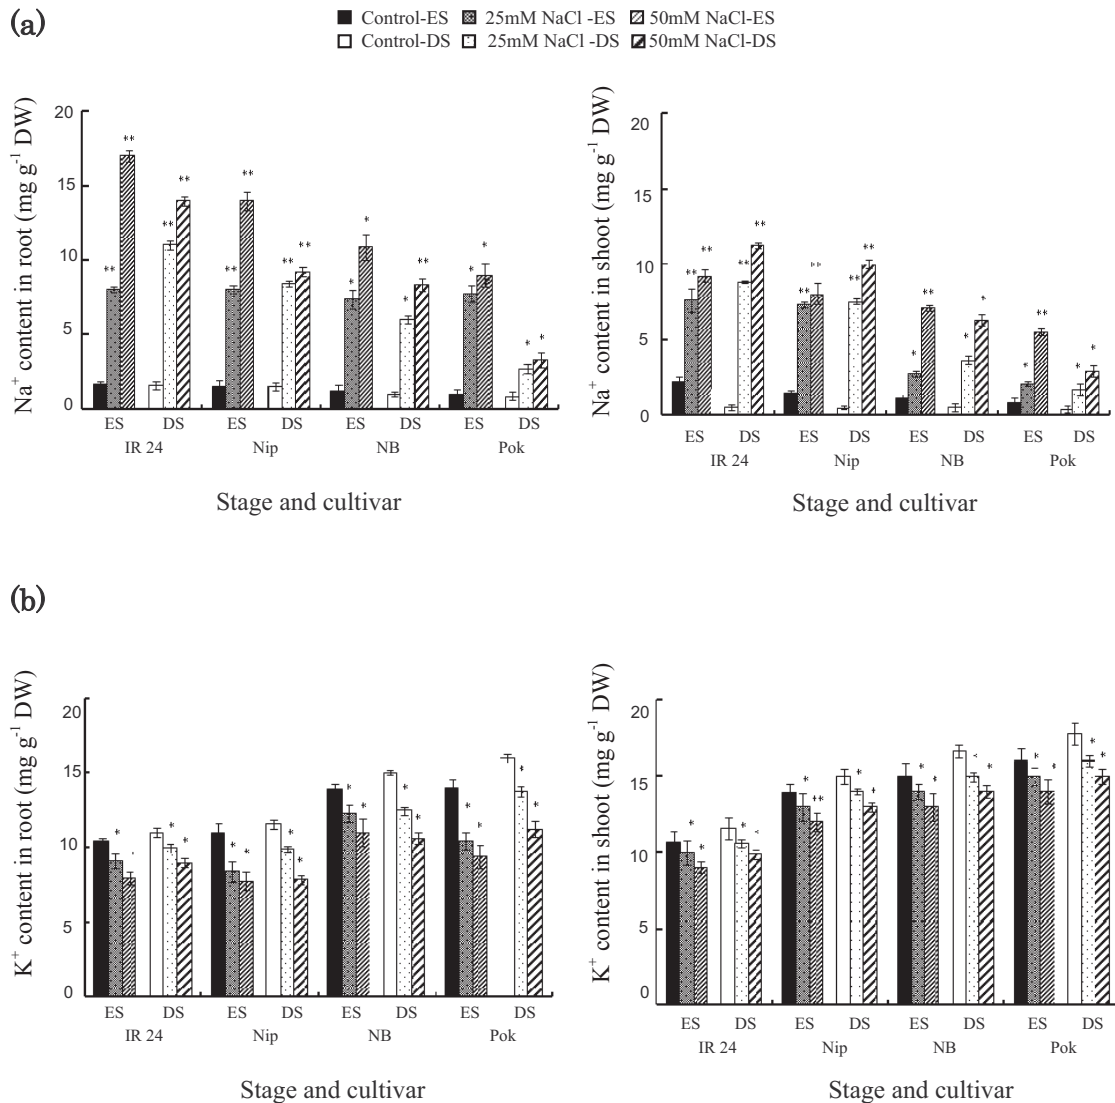 (a)
Control-ES 25mM NaCl -ES 50mM NaCl-ES
Control-DS 25mM NaCl -DS 50mM NaCl-DS
Na+ content in root (mg g-1 DW)
20
15
10
5
0
** ** ** ** ** ** ** ** * * * ** * * * *
ES DS ES DS ES DS ES DS
IR 24 Nip NB Pok
Stage and cultivar
Na+ content in shoot (mg g-1 DW)
20
15
10
5
0
** ** ** ** ** ** ** ** * ** * * * ** * *
ES DS ES DS ES DS ES DS
IR 24 Nip NB Pok
Stage and cultivar
(b)
K+ content in root (mg g-1 DW)
20
15
10
5
0
* * * * * * * * * * * * * * *
ES DS ES DS ES DS ES DS
IR 24 Nip NB Pok
Stage and cultivar
K+ content in shoot (mg g-1 DW)
20
15
10
5
0
* * * * ** * * * * * * * * *
ES DS ES DS ES DS ES DS
IR 24 Nip NB Pok
Stage and cultivar